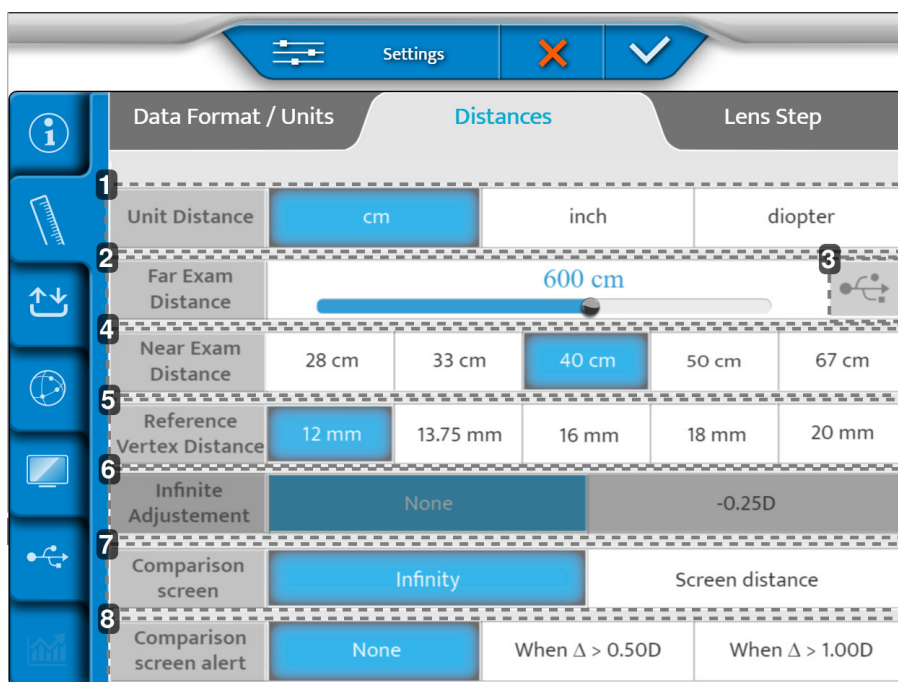 Settings
Data Format / Units Distances Lens Step
1
Unit Distance cm inch diopter
2 3
Far Exam
Distance
600 cm
4
Near Exam
Distance
28 cm 33 cm 40 cm 50 cm 67 cm
5
Reference
Vertex Distance
12 mm 13.75 mm 16 mm 18 mm 20 mm
6
Infinite
Adjustement
None -0.25D
7
Comparison
screen
Infinity Screen distance
8
Comparison
screen alert
None When Δ > 0.50D When Δ > 1.00D